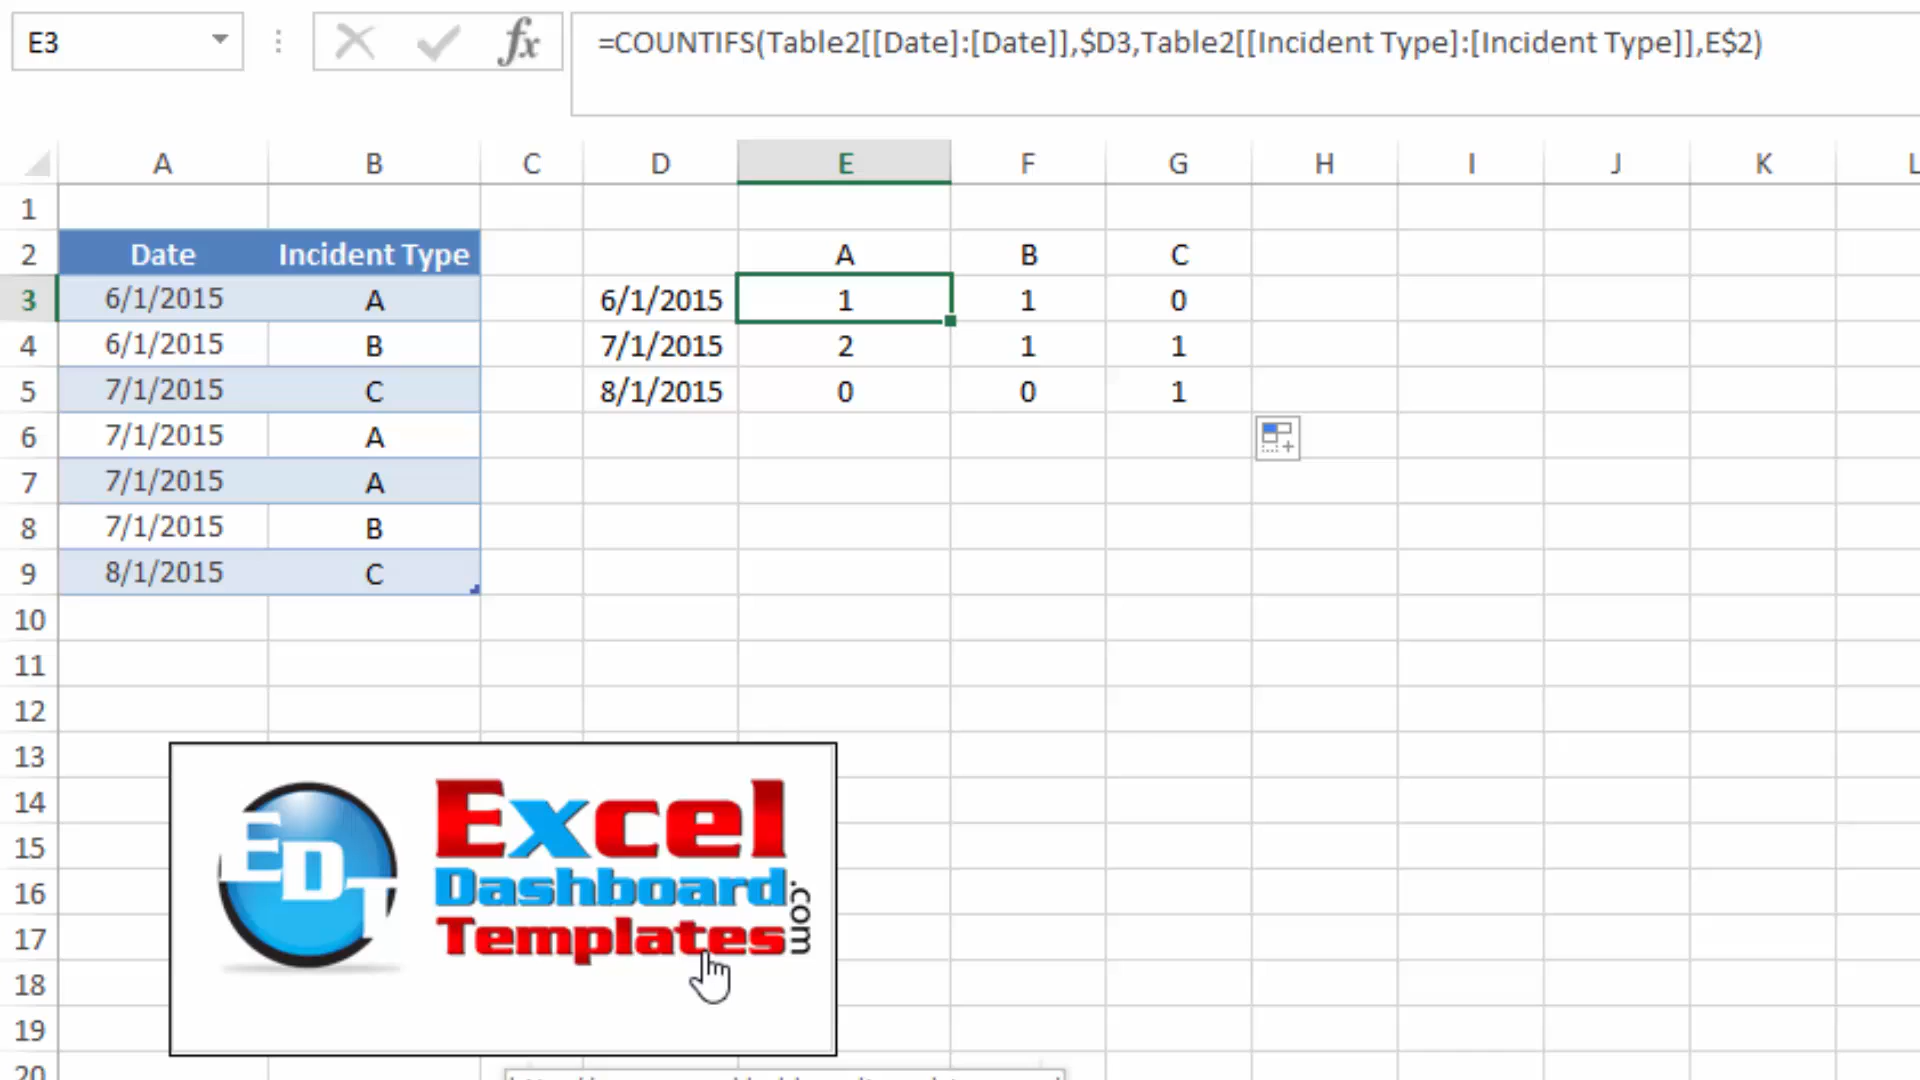 E3
fx
=COUNTIFS(Table2[[Date]:[Date]],$D3,Table2[[Incident Type]:[Incident Type]],E$2)
A B C D E F G H I J K L
1
2 Date Incident Type A B C
3 6/1/2015 A 6/1/2015 1 1 0
4 6/1/2015 B 7/1/2015 2 1 1
5 7/1/2015 C 8/1/2015 0 0 1
6 7/1/2015 A
7 7/1/2015 A
8 7/1/2015 B
9 8/1/2015 C
10
11
12
13
14
15
16
17
18
19
20
EDT
Excel
Dashboard
Templates
.com